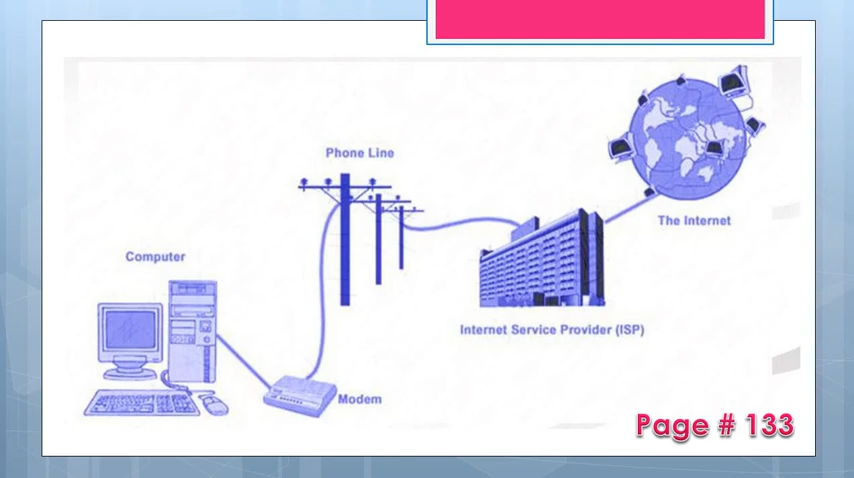 Phone Line
The Internet
Computer
Internet Service Provider (ISP)
Modem
Page # 133